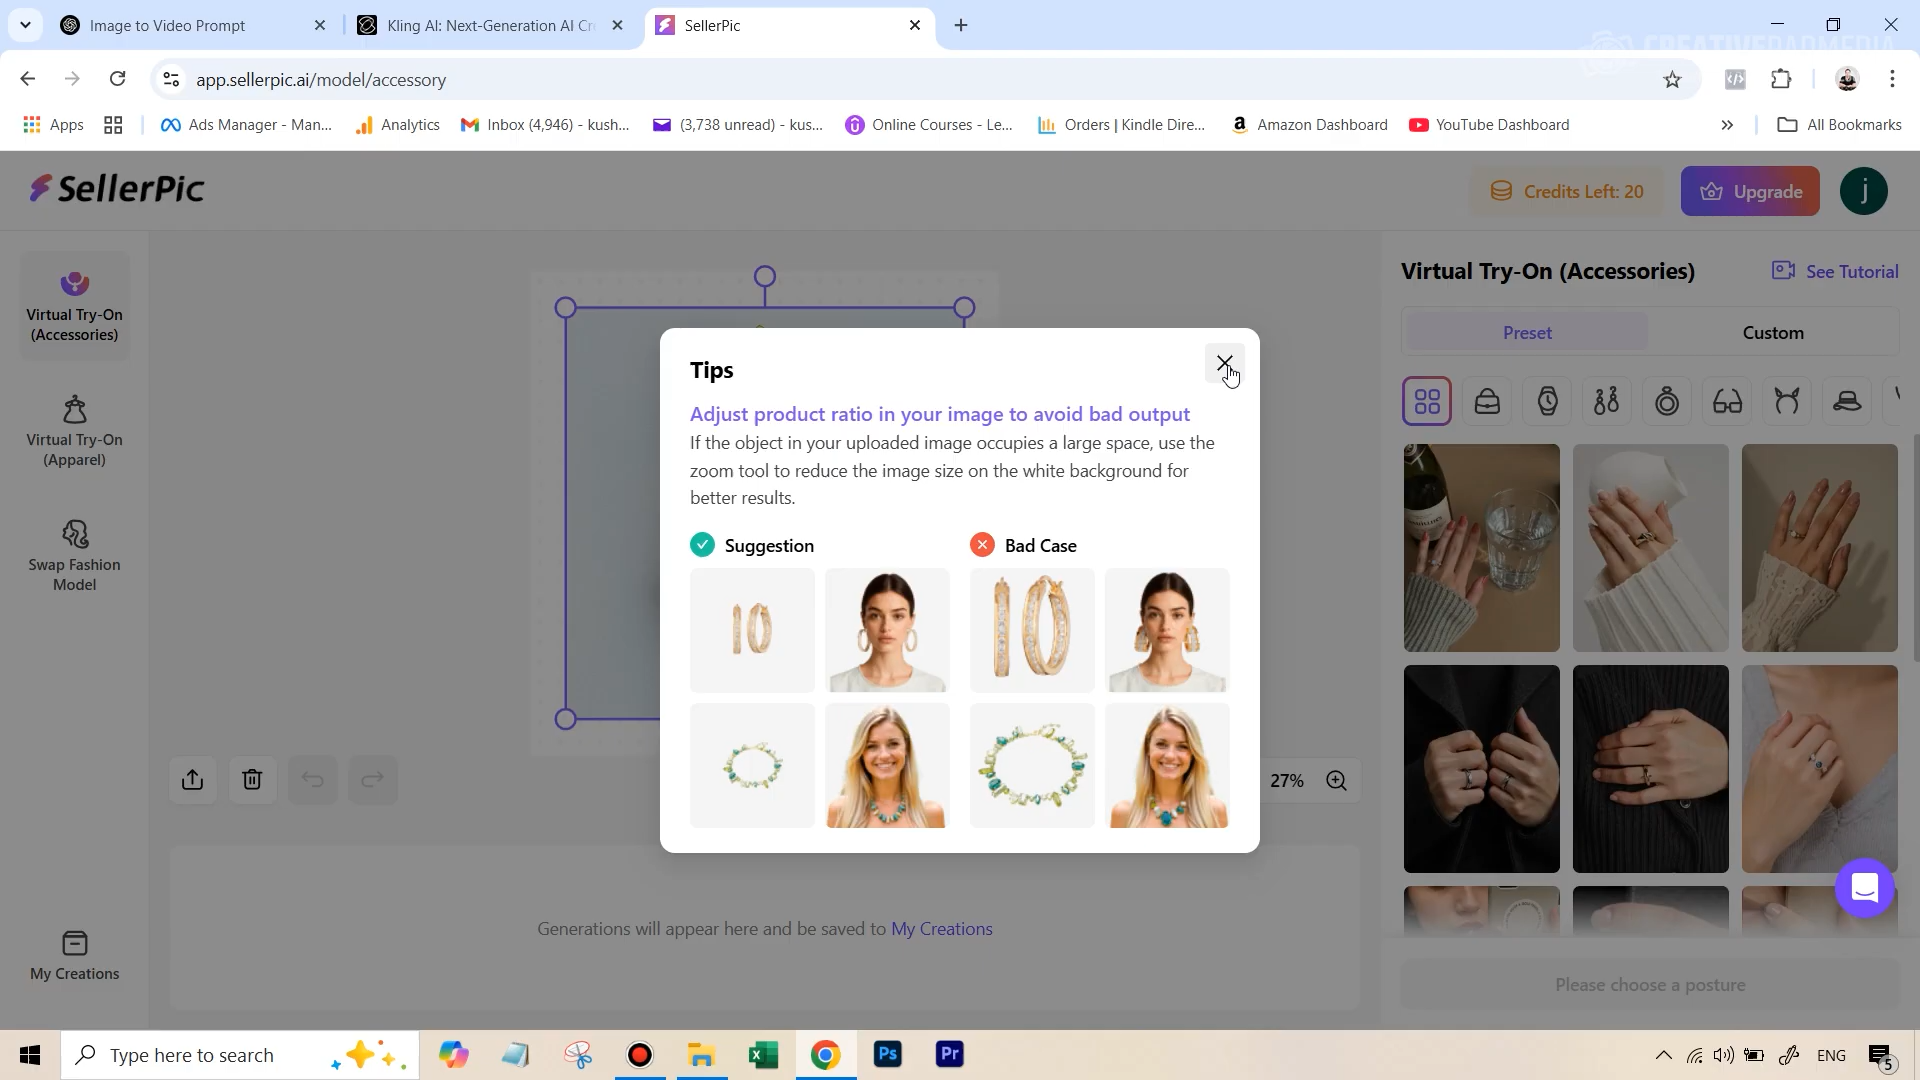 Image to Video Prompt
Kling AI: Next-Generation AI Cr
SellerPic
CREATIVEDADMEDIA
app.sellerpic.ai/model/accessory
Apps
Ads Manager - Man...
Analytics
Inbox (4,946) - kush...
(3,738 unread) - kus...
Online Courses - Le...
Orders | Kindle Dire...
Amazon Dashboard
YouTube Dashboard
All Bookmarks
SellerPic
Credits Left: 20
Upgrade
j
Virtual Try-On
(Accessories)
Virtual Try-On
(Apparel)
Swap Fashion
Model
My Creations
Tips
Adjust product ratio in your image to avoid bad output
If the object in your uploaded image occupies a large space, use the
zoom tool to reduce the image size on the white background for
better results.
Suggestion
Bad Case
27%
Generations will appear here and be saved to My Creations
Virtual Try-On (Accessories)
See Tutorial
Preset
Custom
Please choose a posture
Type here to search
Ps
Pr
ENG
5